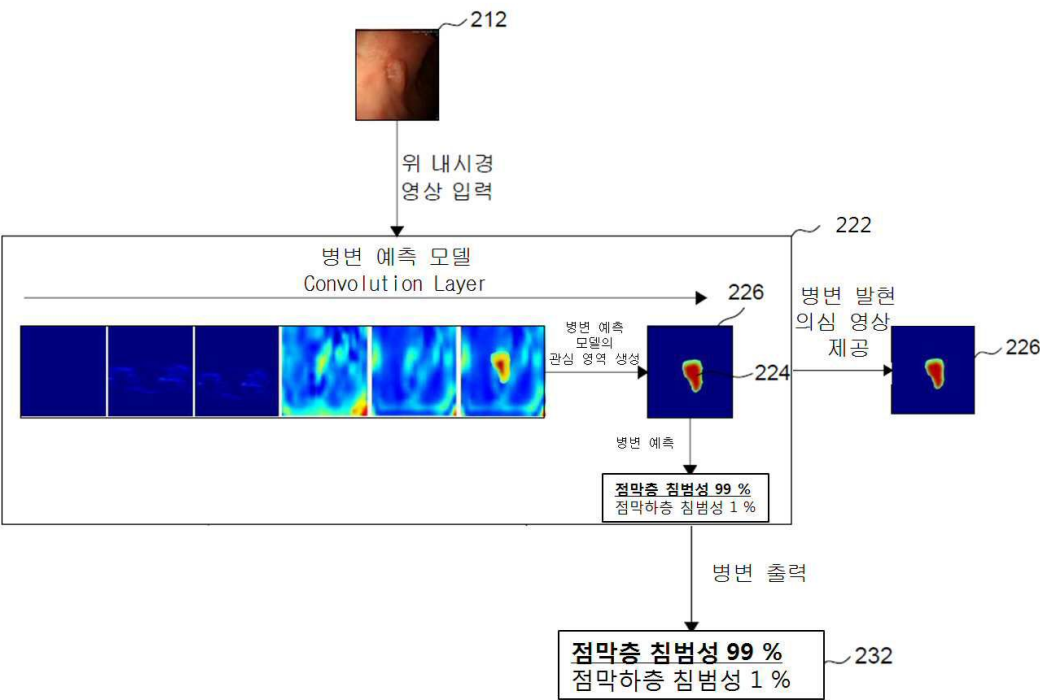 212
위 내시경
영상 입력
222
병변 예측 모델
Convolution Layer
226
병변 발현
의심 영상
제공
병변 예측
모델의
관심 영역 생성
224
226
병변 예측
점막층 침범성 99 %
점막하층 침범성 1 %
병변 출력
점막층 침범성 99 %
점막하층 침범성 1 %
232